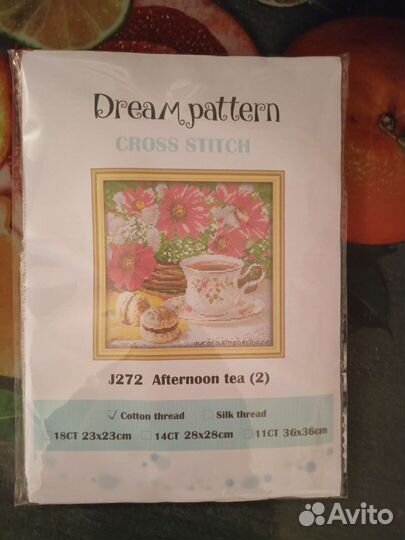 Dream pattern
CROSS STITCH
J272 Afternoon tea (2)
✓ Cotton thread Silk thread
18CT 23x23cm 14CT 28x28cm 11CT 36x36cm
Avito